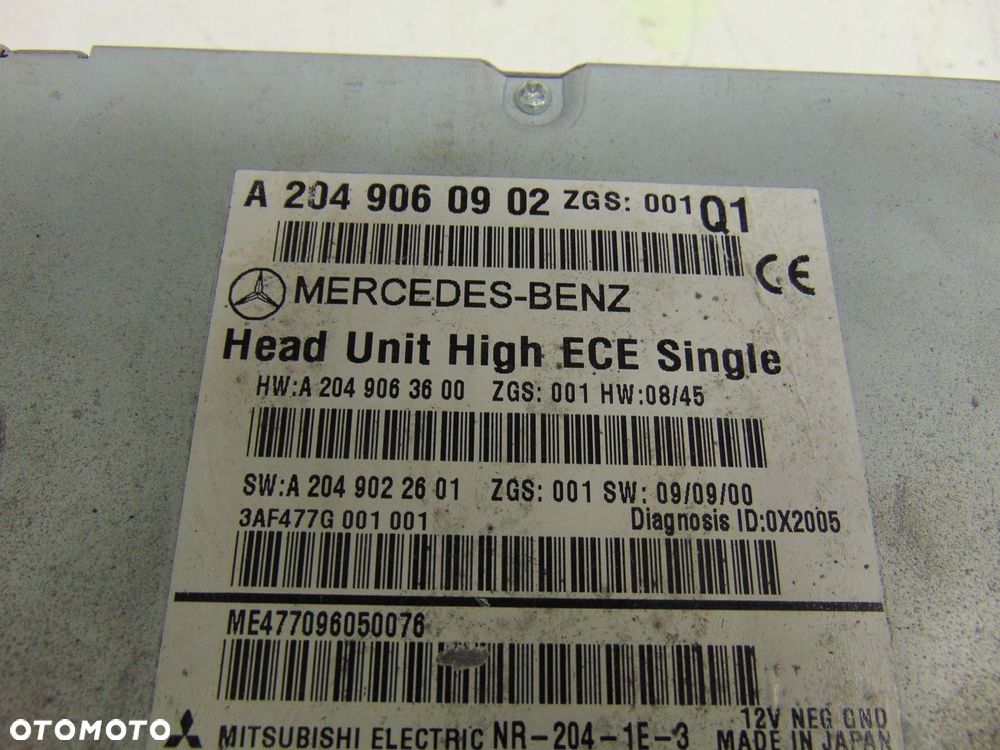 A 204 906 09 02 ZGS: 001 Q1
CE
MERCEDES-BENZ
Head Unit High ECE Single
HW:A 204 906 36 00 ZGS: 001 HW:08/45
SW:A 204 902 26 01 ZGS: 001 SW: 09/09/00
3AF477G 001 001 Diagnosis ID:0X2005
ME477096050076
12V NEG GND
MITSUBISHI ELECTRIC NR-204-1E-3 MADE IN JAPAN
OTOMOTO